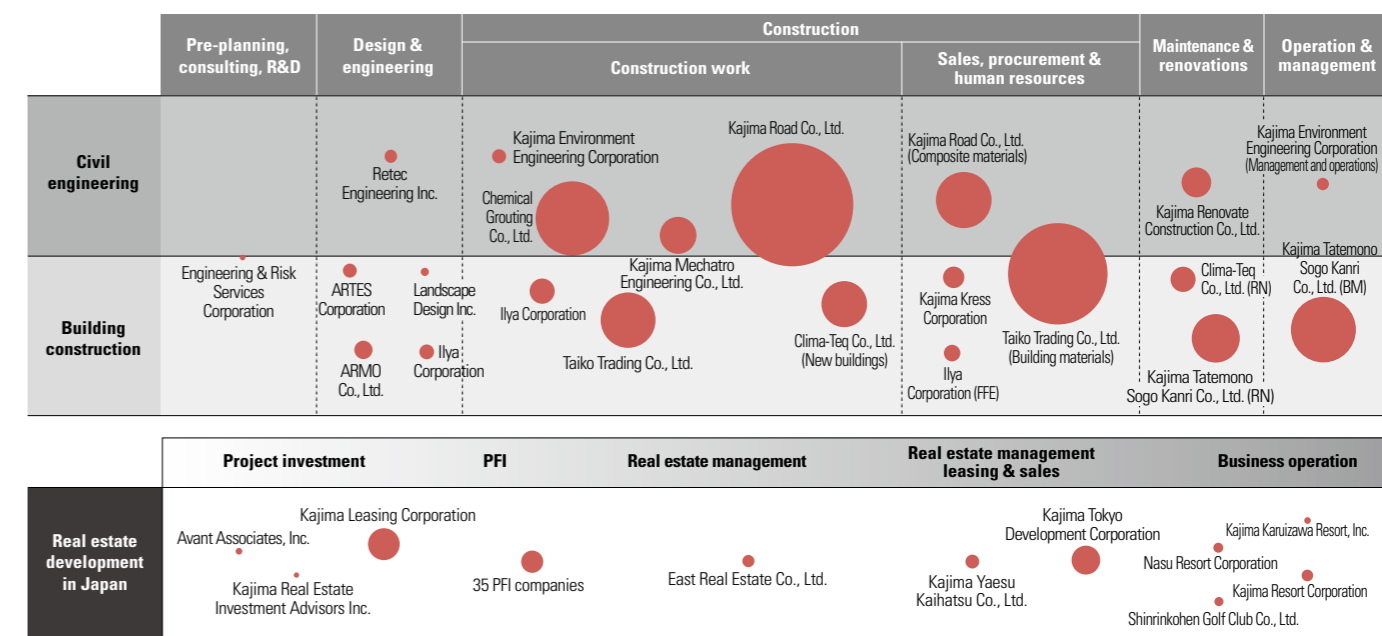 Pre-planning,
consulting, R&D
Design &
engineering
Construction
Construction work
Sales, procurement &
human resources
Maintenance &
renovations
Operation &
management
Civil
engineering
Retec
Engineering Inc.
Kajima Environment
Engineering Corporation
Chemical
Grouting
Co., Ltd.
Kajima Mechatro
Engineering Co., Ltd.
Kajima Road Co., Ltd.
Kajima Road Co., Ltd.
(Composite materials)
Kajima Renovate
Construction Co., Ltd.
Kajima Environment
Engineering Corporation
(Management and operations)
Building
construction
Engineering & Risk
Services
Corporation
ARTES
Corporation
Landscape
Design Inc.
ARMO
Co., Ltd.
Ilya
Corporation
Ilya Corporation
Taiko Trading Co., Ltd.
Clima-Teq Co., Ltd.
(New buildings)
Kajima Kress
Corporation
Ilya
Corporation (FFE)
Taiko Trading Co., Ltd.
(Building materials)
Clima-Teq
Co., Ltd. (RN)
Kajima Tatemono
Sogo Kanri Co., Ltd. (RN)
Kajima Tatemono
Sogo Kanri
Co., Ltd. (BM)
Project investment
PFI
Real estate management
Real estate management
leasing & sales
Business operation
Real estate
development
in Japan
Avant Associates, Inc.
Kajima Leasing Corporation
Kajima Real Estate
Investment Advisors Inc.
35 PFI companies
East Real Estate Co., Ltd.
Kajima Yaesu
Kaihatsu Co., Ltd.
Kajima Tokyo
Development Corporation
Kajima Karuizawa Resort, Inc.
Nasu Resort Corporation
Kajima Resort Corporation
Shinrinkohen Golf Club Co., Ltd.